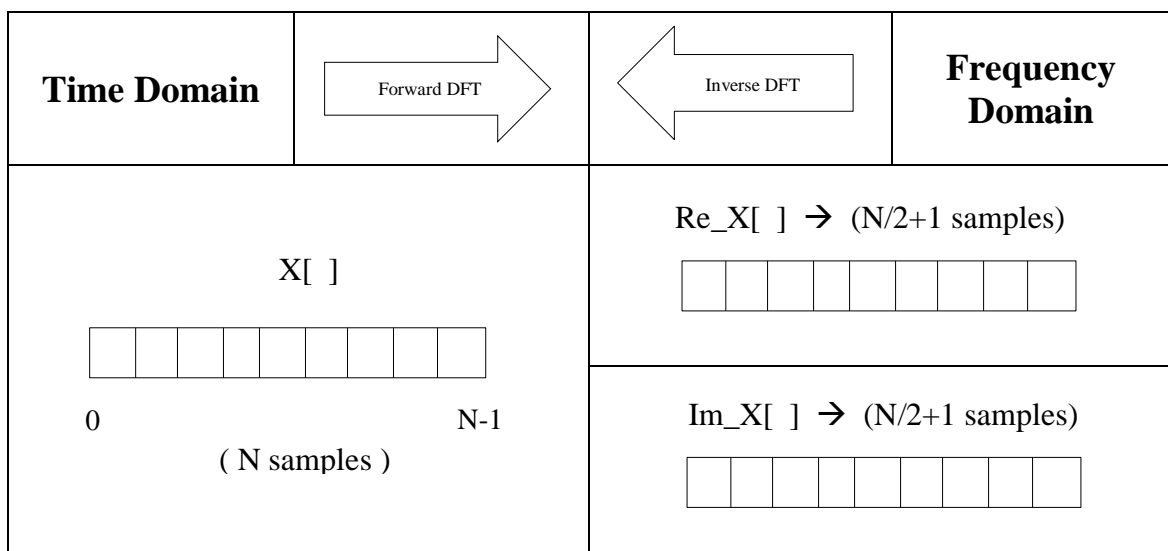 Time Domain
Forward DFT
Inverse DFT
Frequency
Domain
X[ ]
0
N-1
( N samples )
Re_X[ ] → (N/2+1 samples)
Im_X[ ] → (N/2+1 samples)